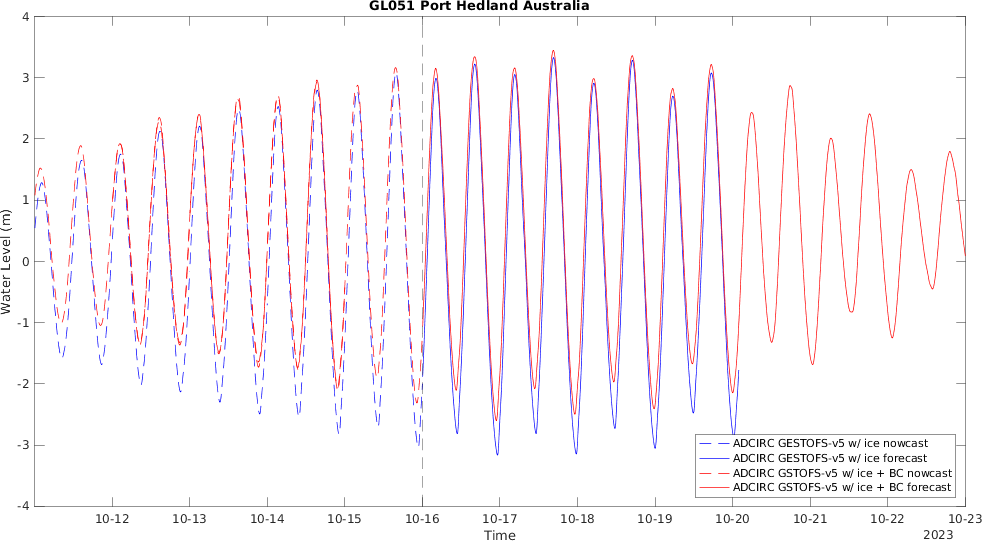 GL051 Port Hedland Australia
4
3
2
1
0
-1
-2
-3
-4
Water Level (m)
ADCIRC GESTOFS-v5 w/ ice nowcast
ADCIRC GESTOFS-v5 w/ ice forecast
ADCIRC GSTOFS-v5 w/ ice + BC nowcast
ADCIRC GSTOFS-v5 w/ ice + BC forecast
10-12 10-13 10-14 10-15 10-16 10-17 10-18 10-19 10-20 10-21 10-22 10-23
Time
2023